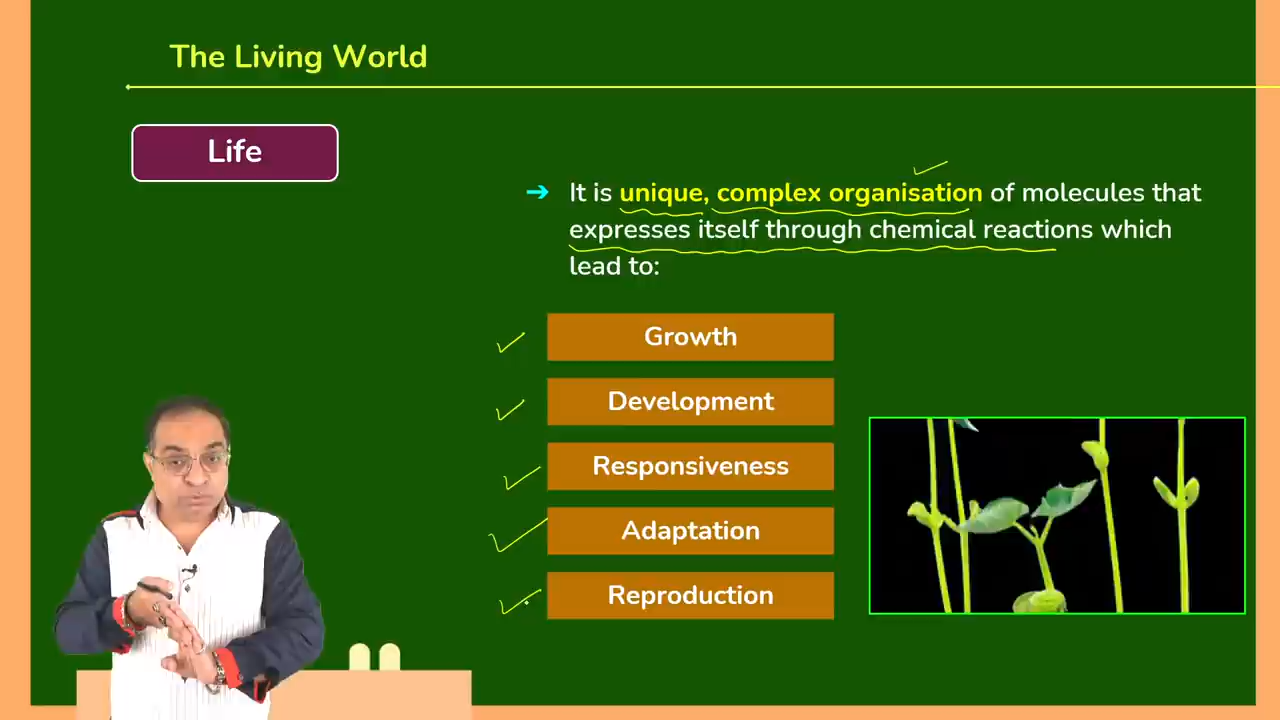 The Living World
Life
➔ It is unique, complex organisation of molecules that
expresses itself through chemical reactions which
lead to:
Growth
Development
Responsiveness
Adaptation
Reproduction